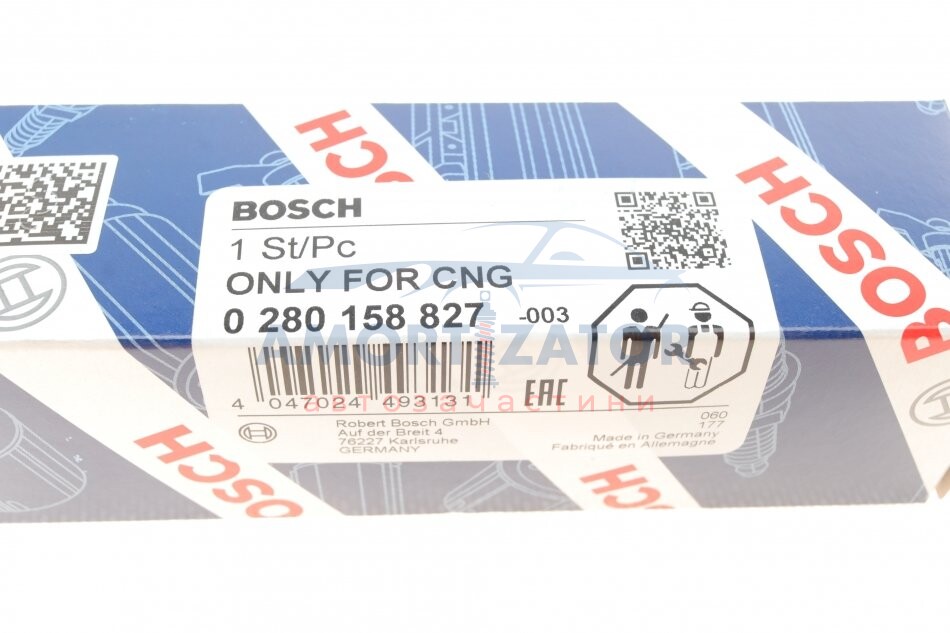 BOSCH
BOSCH
BOSCH
1 St/Pc
ONLY FOR CNG
0 280 158 827 -003
AMORTIZATOR
4 047024 493131
EAC
автозапчастини
Robert Bosch GmbH
Auf der Breit 4
76227 Karlsruhe
GERMANY
060
177
Made in Germany
Fabriqué en Allemagne
BOSCH
BOSCH